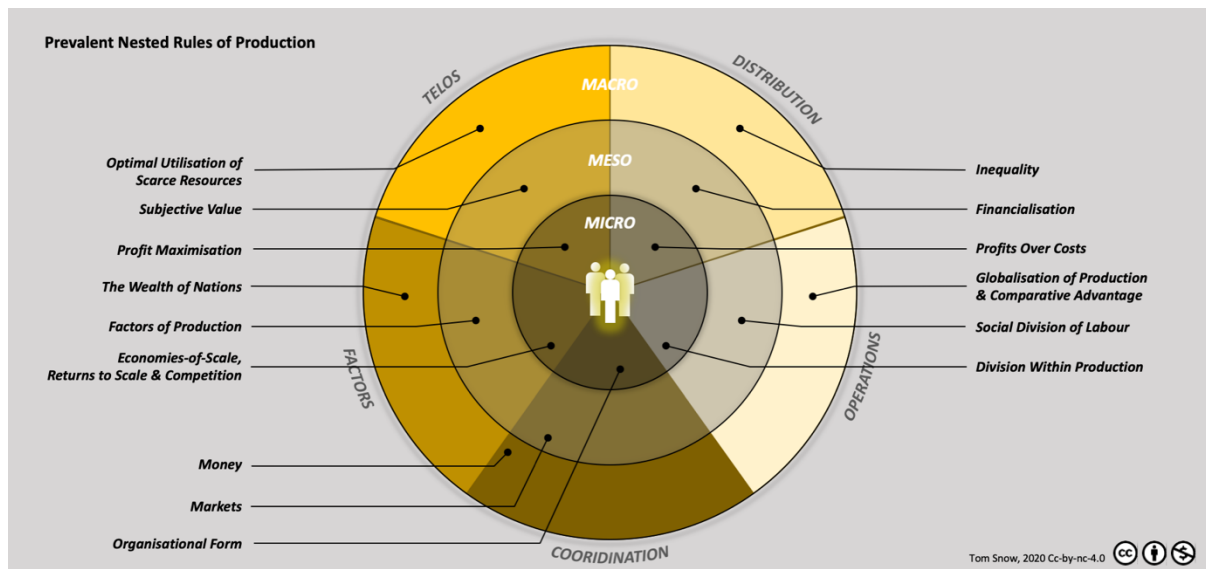 Prevalent Nested Rules of Production
TELOS
DISTRIBUTION
MACRO
MESO
MICRO
Optimal Utilisation of
Scarce Resources
Subjective Value
Profit Maximisation
The Wealth of Nations
Factors of Production
Economies-of-Scale,
Returns to Scale & Competition
FACTORS
Money
Markets
Organisational Form
Inequality
Financialisation
Profits Over Costs
Globalisation of Production
& Comparative Advantage
Social Division of Labour
Division Within Production
OPERATIONS
COORIDINATION
Tom Snow, 2020 Cc-by-nc-4.0
cc